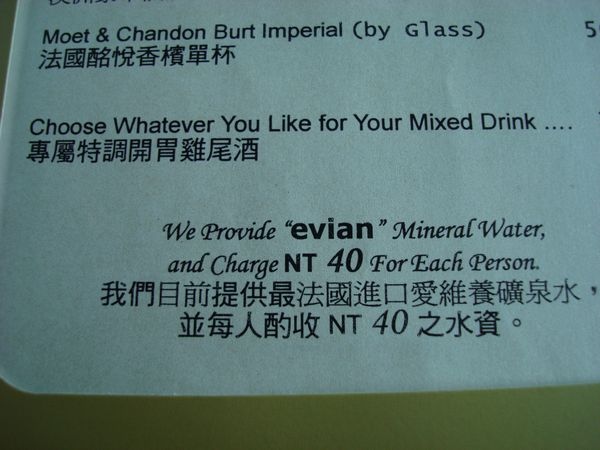 Moet & Chandon Burt Imperial (by Glass)
法國酩悅香檳單杯
Choose Whatever You Like for Your Mixed Drink ....
專屬特調開胃雞尾酒
We Provide “evian” Mineral Water,
and Charge NT 40 For Each Person.
我們目前提供最法國進口愛維養礦泉水，
並每人酌收 NT 40 之水資。